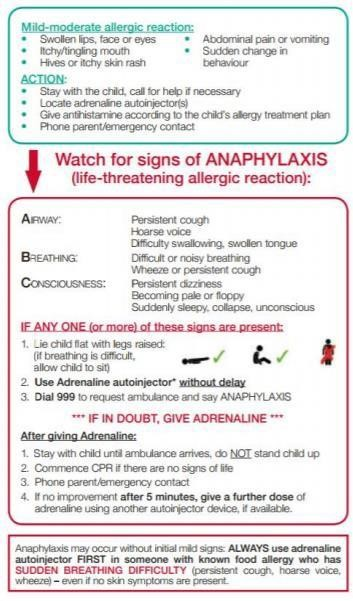 Mild-moderate allergic reaction:
• Swollen lips, face or eyes
• Itchy/tingling mouth
• Hives or itchy skin rash
• Abdominal pain or vomiting
• Sudden change in
behaviour
ACTION:
• Stay with the child, call for help if necessary
• Locate adrenaline autoinjector(s)
• Give antihistamine according to the child's allergy treatment plan
• Phone parent/emergency contact
Watch for signs of ANAPHYLAXIS
(life-threatening allergic reaction):
AIRWAY: Persistent cough
Hoarse voice
Difficulty swallowing, swollen tongue
BREATHING: Difficult or noisy breathing
Wheeze or persistent cough
CONSCIOUSNESS: Persistent dizziness
Becoming pale or floppy
Suddenly sleepy, collapse, unconscious
IF ANY ONE (or more) of these signs are present:
1. Lie child flat with legs raised:
(if breathing is difficult,
allow child to sit)
2. Use Adrenaline autoinjector* without delay
3. Dial 999 to request ambulance and say ANAPHYLAXIS
*** IF IN DOUBT, GIVE ADRENALINE ***
After giving Adrenaline:
1. Stay with child until ambulance arrives, do NOT stand child up
2. Commence CPR if there are no signs of life
3. Phone parent/emergency contact
4. If no improvement after 5 minutes, give a further dose of
adrenaline using another autoinjector device, if available.
Anaphylaxis may occur without initial mild signs: ALWAYS use adrenaline
autoinjector FIRST in someone with known food allergy who has
SUDDEN BREATHING DIFFICULTY (persistent cough, hoarse voice,
wheeze) – even if no skin symptoms are present.